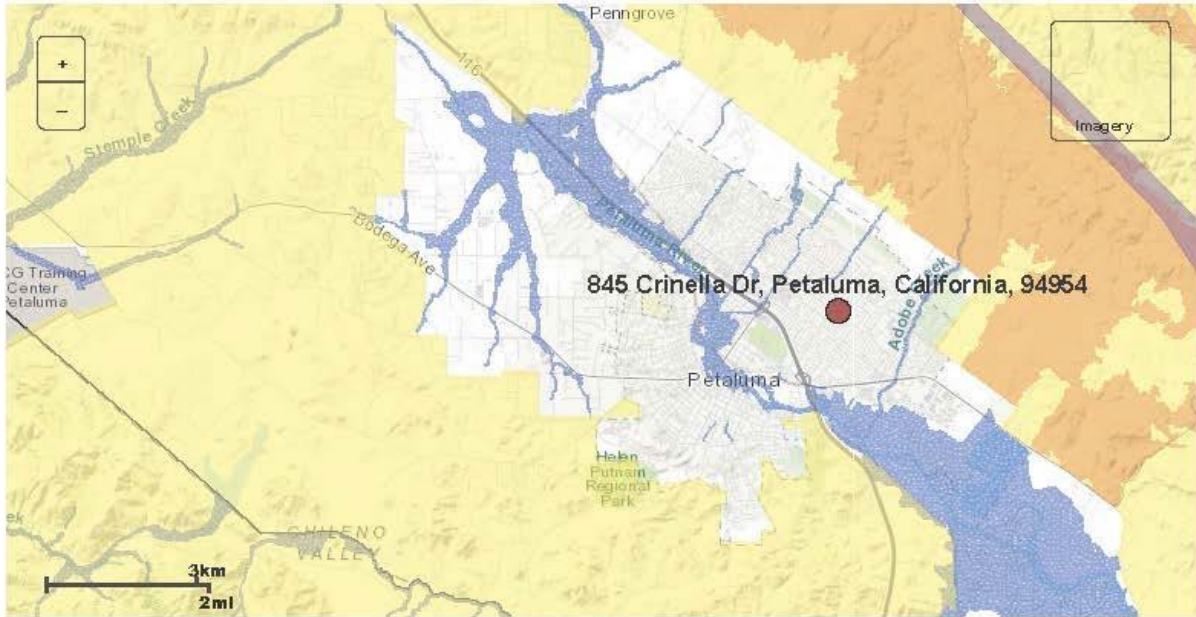 Penngrove
+
−
116
Imagery
Stemple Creek
Bodega Ave
Petaluma River
CG Training
Center
Petaluma
845 Crinella Dr, Petaluma, California, 94954
Adobe Creek
Petaluma
Helen
Putnam
Regional
Park
ek
CHILENO
VALLEY
3km
2mi